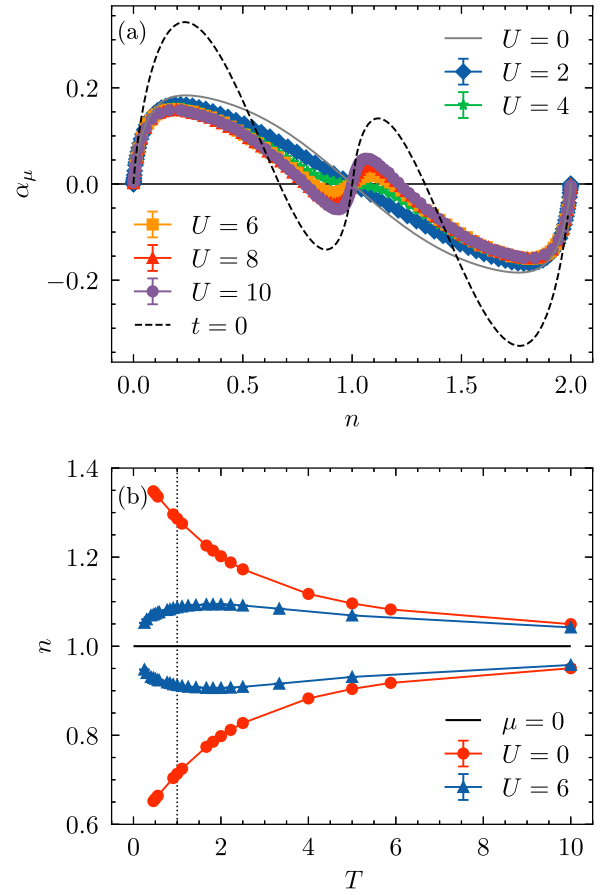 (a)
U = 0
U = 2
U = 4
0.2
0.0
−0.2
α_μ
U = 6
U = 8
U = 10
t = 0
0.0 0.5 1.0 1.5 2.0
n
1.4
(b)
1.2
1.0
n
0.8
0.6
μ = 0
U = 0
U = 6
0 2 4 6 8 10
T